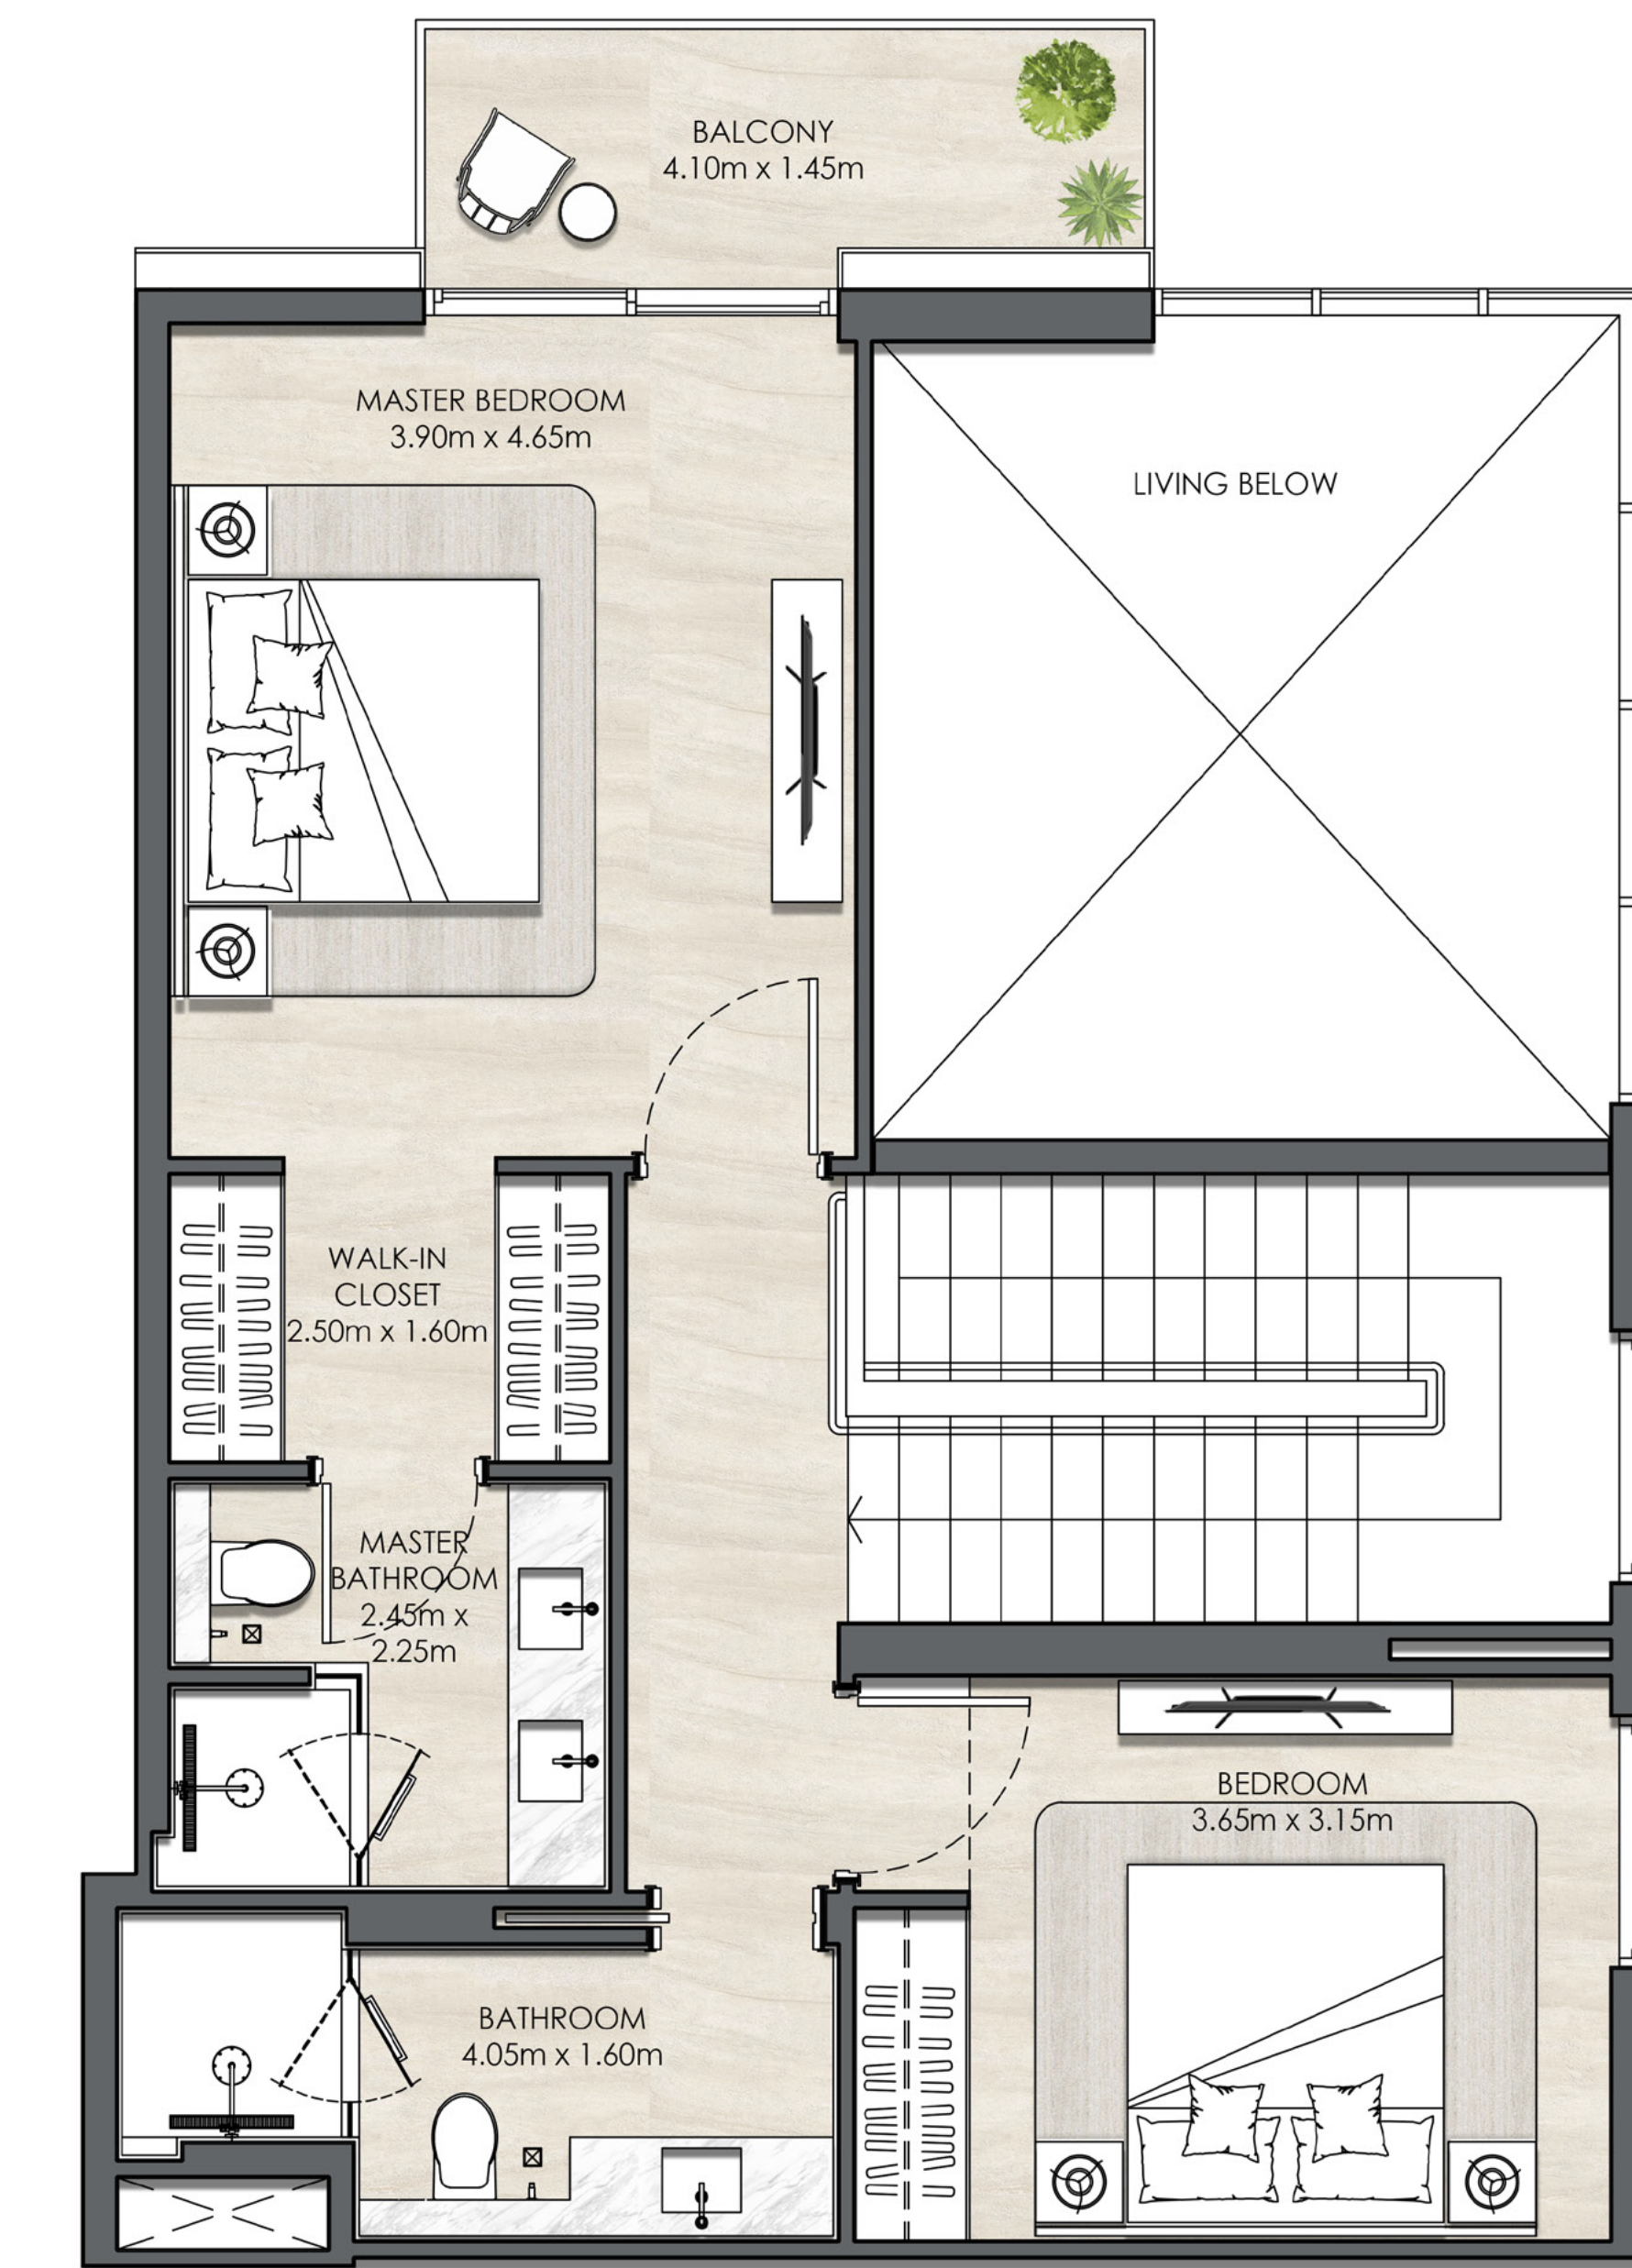 BALCONY
4.10m x 1.45m
MASTER BEDROOM
3.90m x 4.65m
LIVING BELOW
WALK-IN
CLOSET
2.50m x 1.60m
MASTER
BATHROOM
2.45m x
2.25m
BEDROOM
3.65m x 3.15m
BATHROOM
4.05m x 1.60m